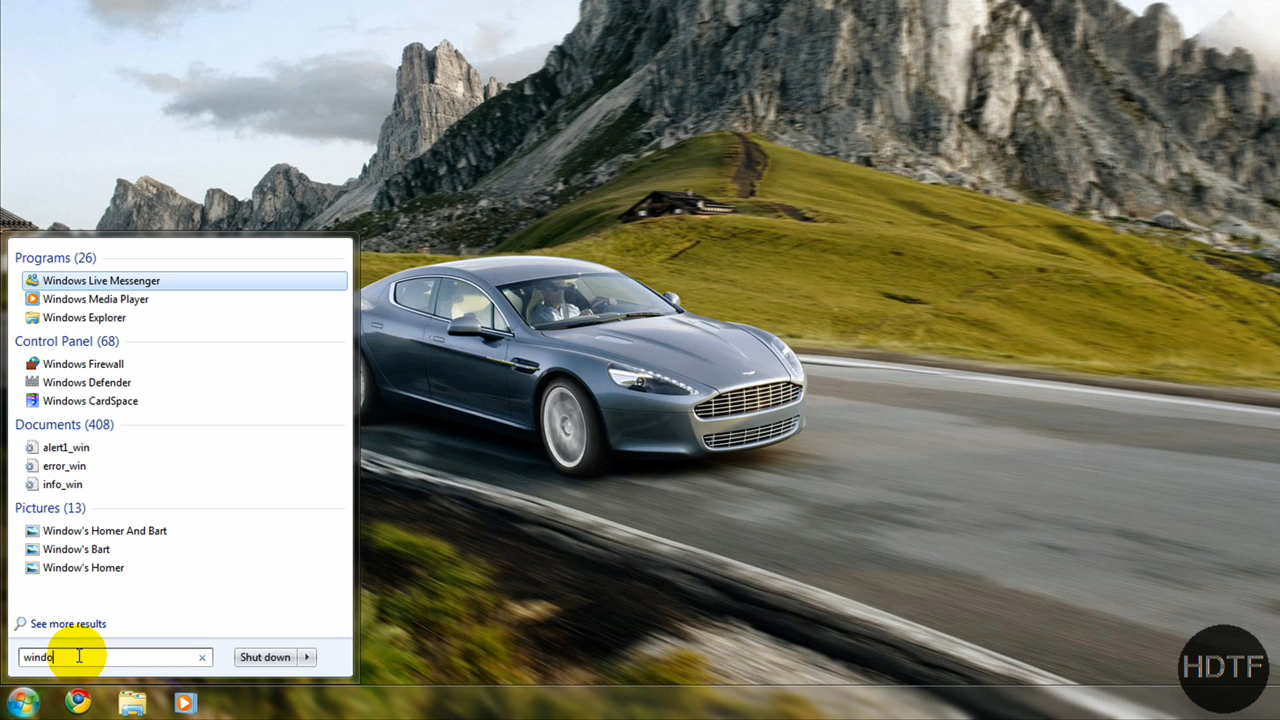 Programs (26)
Windows Live Messenger
Windows Media Player
Windows Explorer
Control Panel (68)
Windows Firewall
Windows Defender
Windows CardSpace
Documents (408)
alert1_win
error_win
info_win
Pictures (13)
Window's Homer And Bart
Window's Bart
Window's Homer
See more results
windo
Shut down
HDTF